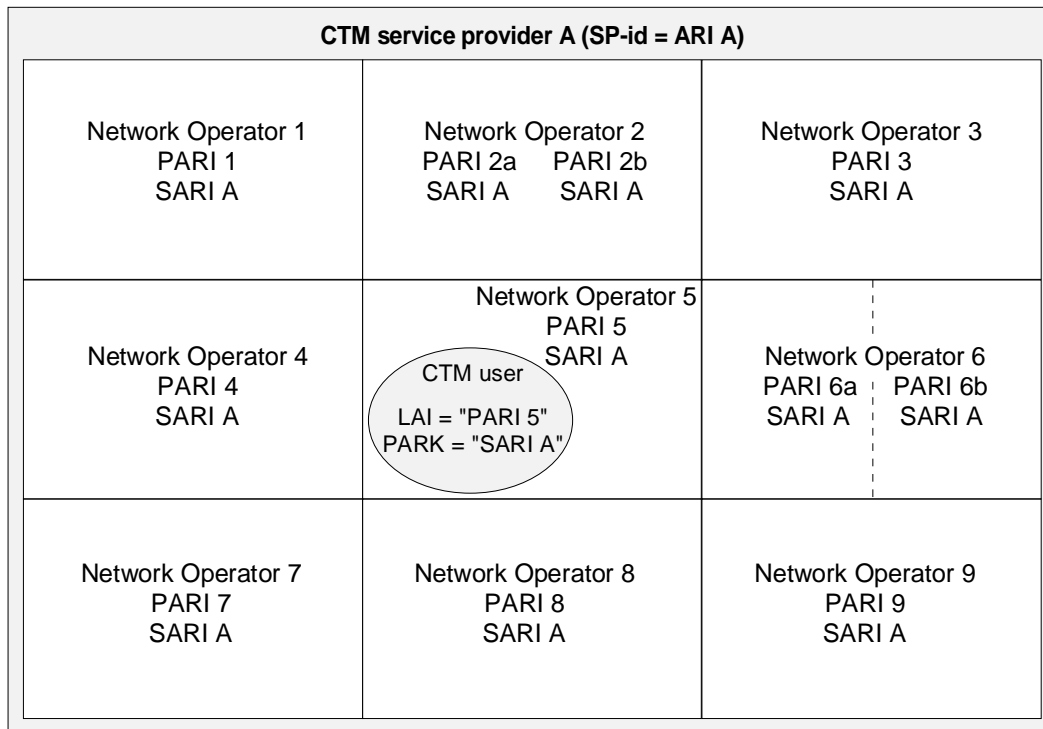 CTM service provider A (SP-id = ARI A)
Network Operator 1
PARI 1
SARI A
Network Operator 2
PARI 2a PARI 2b
SARI A SARI A
Network Operator 3
PARI 3
SARI A
Network Operator 4
PARI 4
SARI A
Network Operator 5
PARI 5
SARI A
CTM user
LAI = "PARI 5"
PARK = "SARI A"
Network Operator 6
PARI 6a PARI 6b
SARI A SARI A
Network Operator 7
PARI 7
SARI A
Network Operator 8
PARI 8
SARI A
Network Operator 9
PARI 9
SARI A